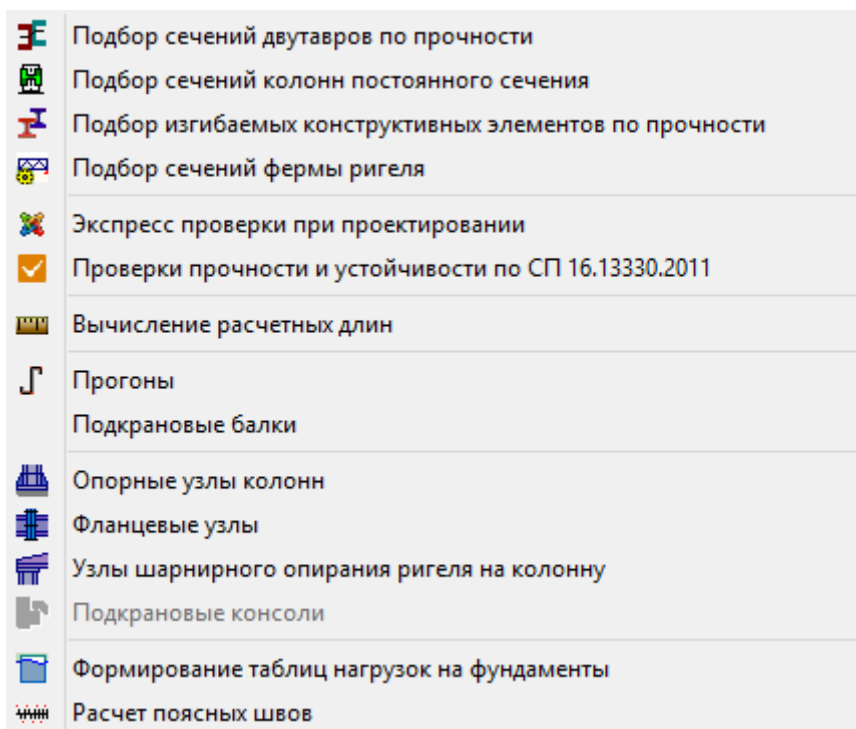 Подбор сечений двутавров по прочности
Подбор сечений колонн постоянного сечения
Подбор изгибаемых конструктивных элементов по прочности
Подбор сечений фермы ригеля
Экспресс проверки при проектировании
Проверки прочности и устойчивости по СП 16.13330.2011
Вычисление расчетных длин
Прогоны
Подкрановые балки
Опорные узлы колонн
Фланцевые узлы
Узлы шарнирного опирания ригеля на колонну
Подкрановые консоли
Формирование таблиц нагрузок на фундаменты
Расчет поясных швов